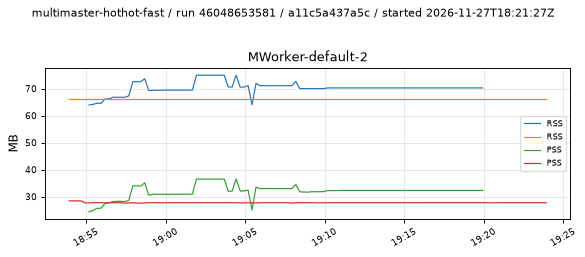 multimaster-hothot-fast / run 46048653581 / a11c5a437a5c / started 2026-11-27T18:21:27Z
MWorker-default-2
MB
70
60
50
40
30
18:55
19:00
19:05
19:10
19:15
19:20
19:25
RSS
RSS
PSS
PSS